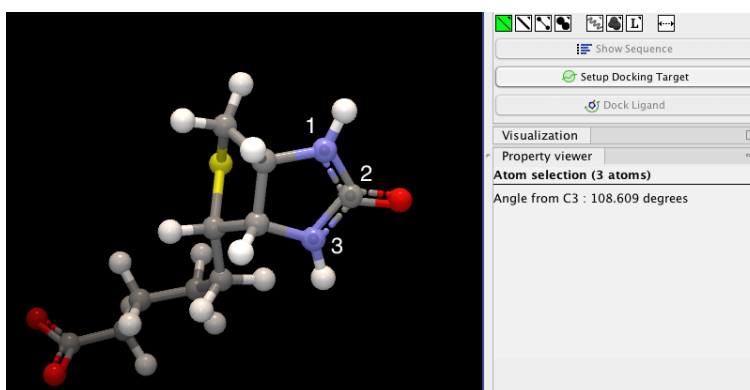 1
2
3
L
Show Sequence
Setup Docking Target
Dock Ligand
Visualization
Property viewer
Atom selection (3 atoms)
Angle from C3 : 108.609 degrees